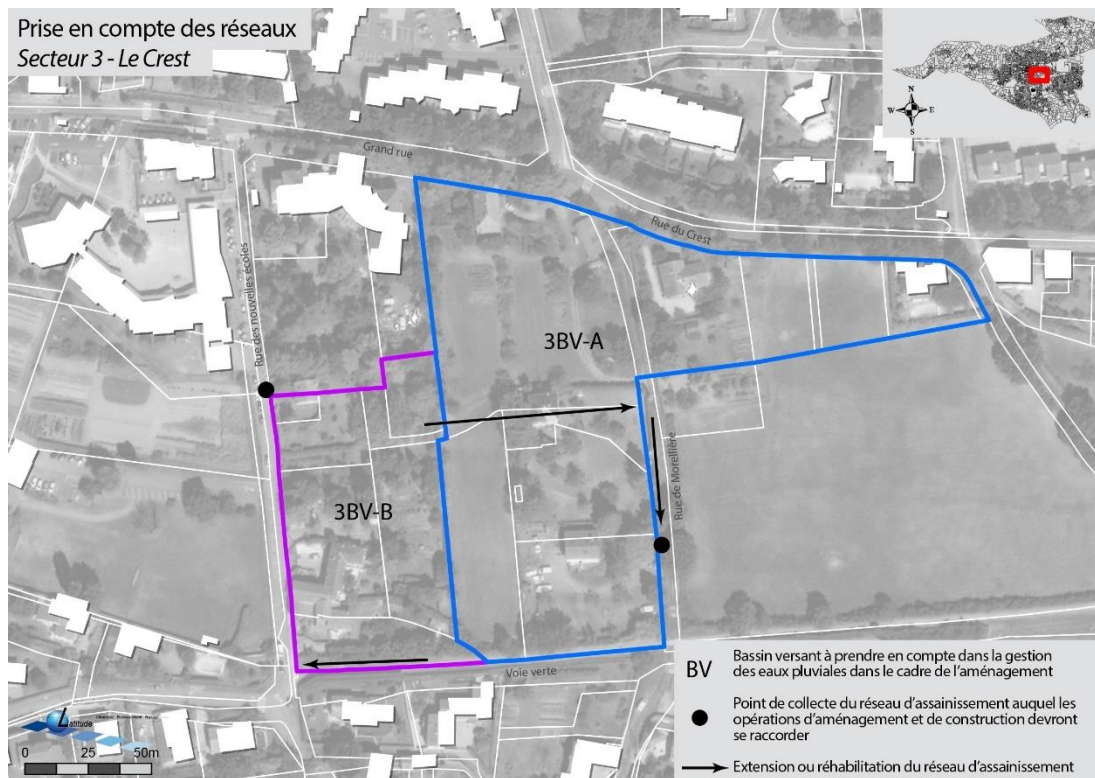 Prise en compte des réseaux
Secteur 3 - Le Crest
N
W
E
S
Grand rue
Rue du Crest
Rue des nouvelles écoles
3BV-A
3BV-B
Rue de Morellière
Voie verte
BV
Bassin versant à prendre en compte dans la gestion
des eaux pluviales dans le cadre de l'aménagement
Point de collecte du réseau d'assainissement auquel les
opérations d'aménagement et de construction devront
se raccorder
Extension ou réhabilitation du réseau d'assainissement
Latitude
0 25 50m